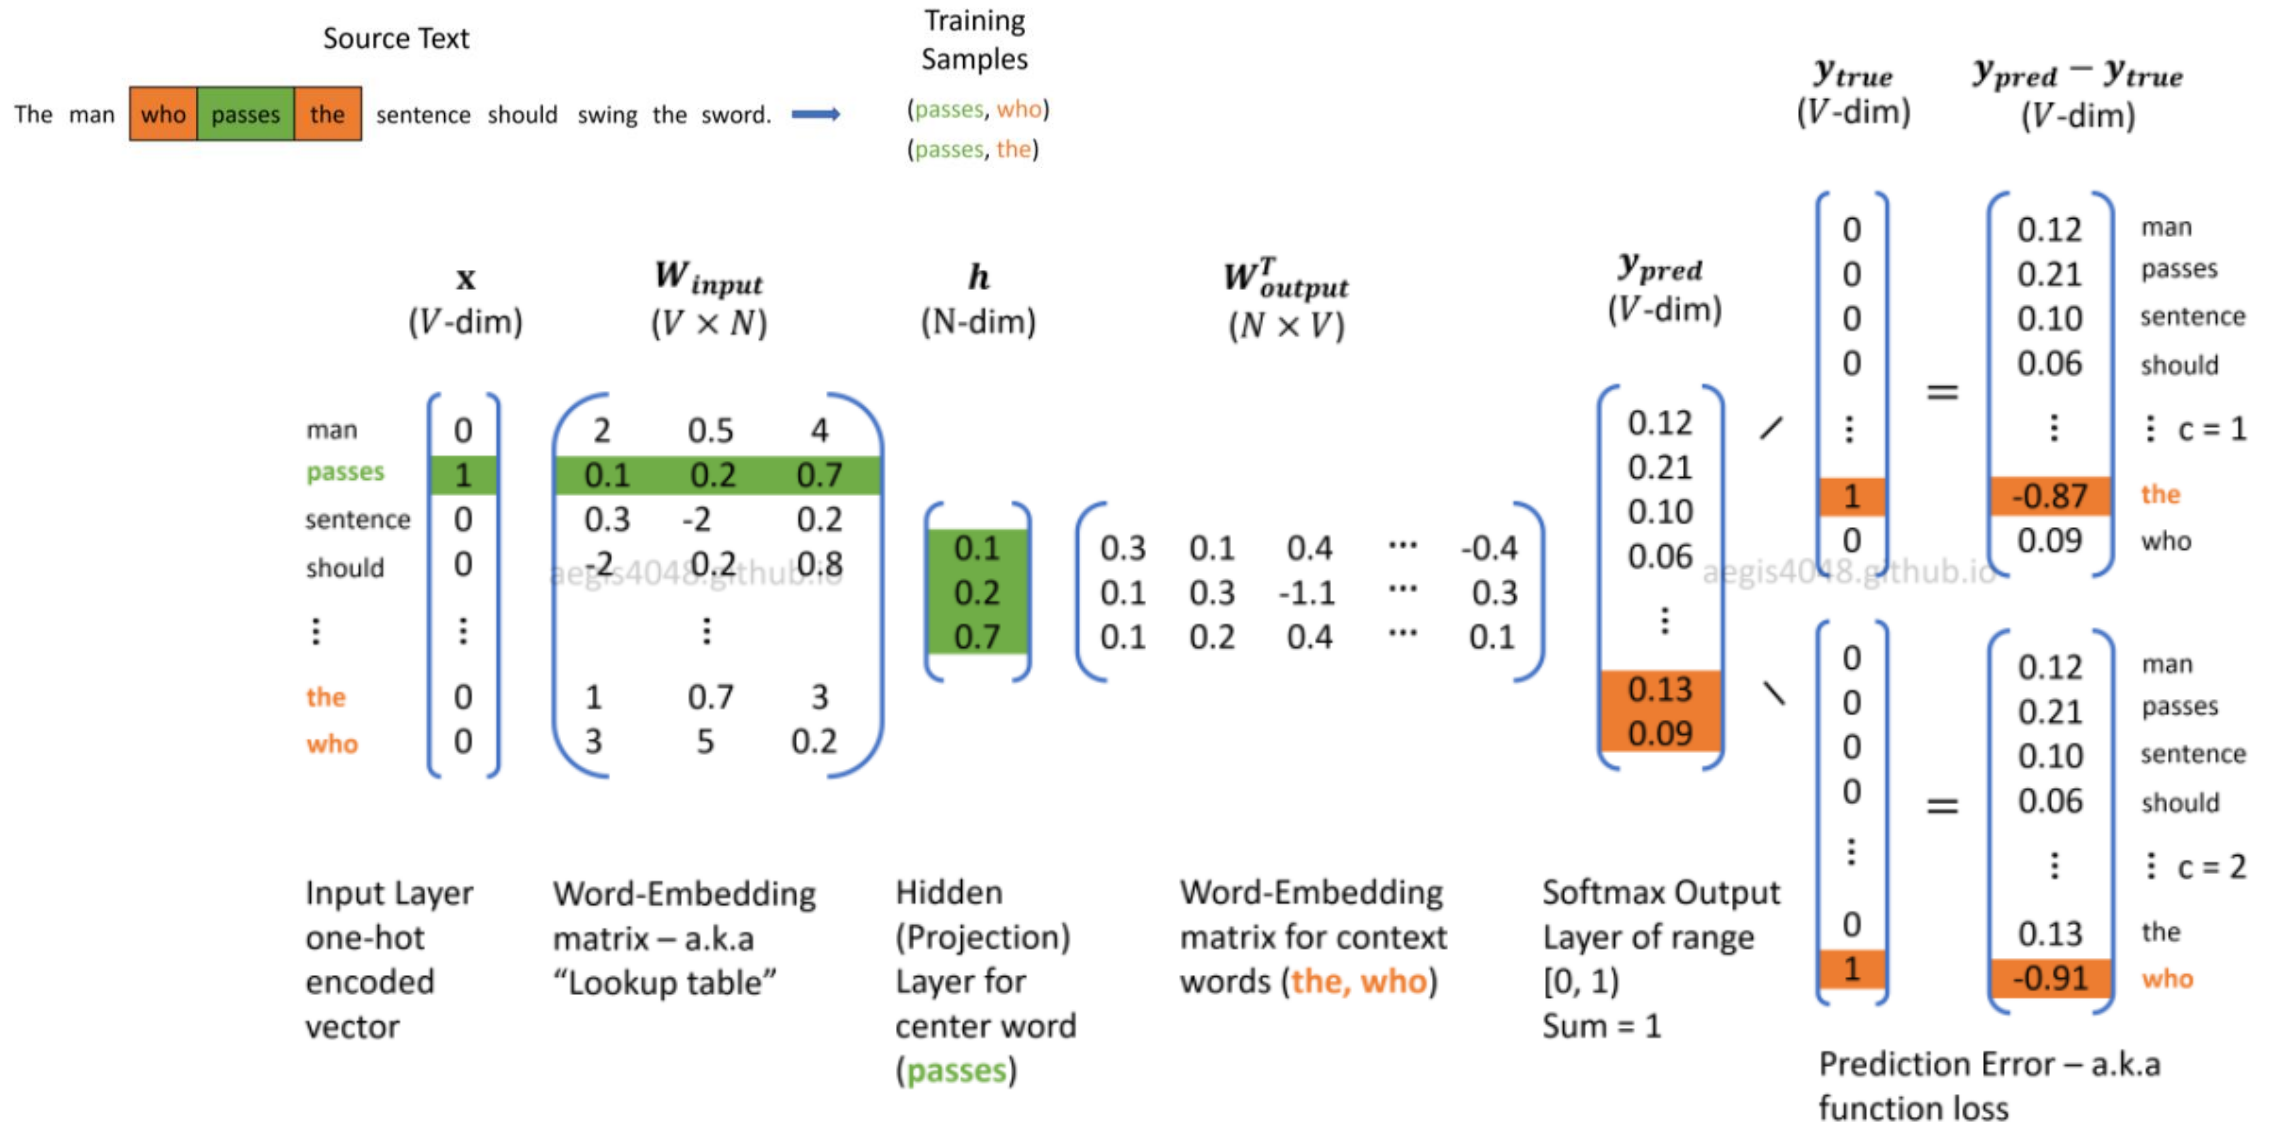 Source Text
The man who passes the sentence should swing the sword.
Training
Samples
(passes, who)
(passes, the)
x
(V-dim)
W_input
(V × N)
h
(N-dim)
W^T_output
(N × V)
y_pred
(V-dim)
y_true
(V-dim)
y_pred − y_true
(V-dim)
man 0 2 0.5 4
passes 1 0.1 0.2 0.7
sentence 0 0.3 -2 0.2
should 0 -2 0.2 0.8
⋮ ⋮ ⋮
the 0 1 0.7 3
who 0 3 5 0.2
0.1
0.2
0.7
0.3 0.1 0.4 ··· -0.4
0.1 0.3 -1.1 ··· 0.3
0.1 0.2 0.4 ··· 0.1
0.12
0.21
0.10
0.06
⋮
0.13
0.09
0 0.12 man
0 0.21 passes
0 0.10 sentence
0 = 0.06 should
⋮ ⋮ ⋮ c = 1
1 -0.87 the
0 0.09 who
0 0.12 man
0 0.21 passes
0 0.10 sentence
0 = 0.06 should
⋮ ⋮ ⋮ c = 2
0 0.13 the
1 -0.91 who
aegis4048.github.io
aegis4048.github.io
Input Layer
one-hot
encoded
vector
Word-Embedding
matrix – a.k.a
“Lookup table”
Hidden
(Projection)
Layer for
center word
(passes)
Word-Embedding
matrix for context
words (the, who)
Softmax Output
Layer of range
[0, 1)
Sum = 1
Prediction Error – a.k.a
function loss